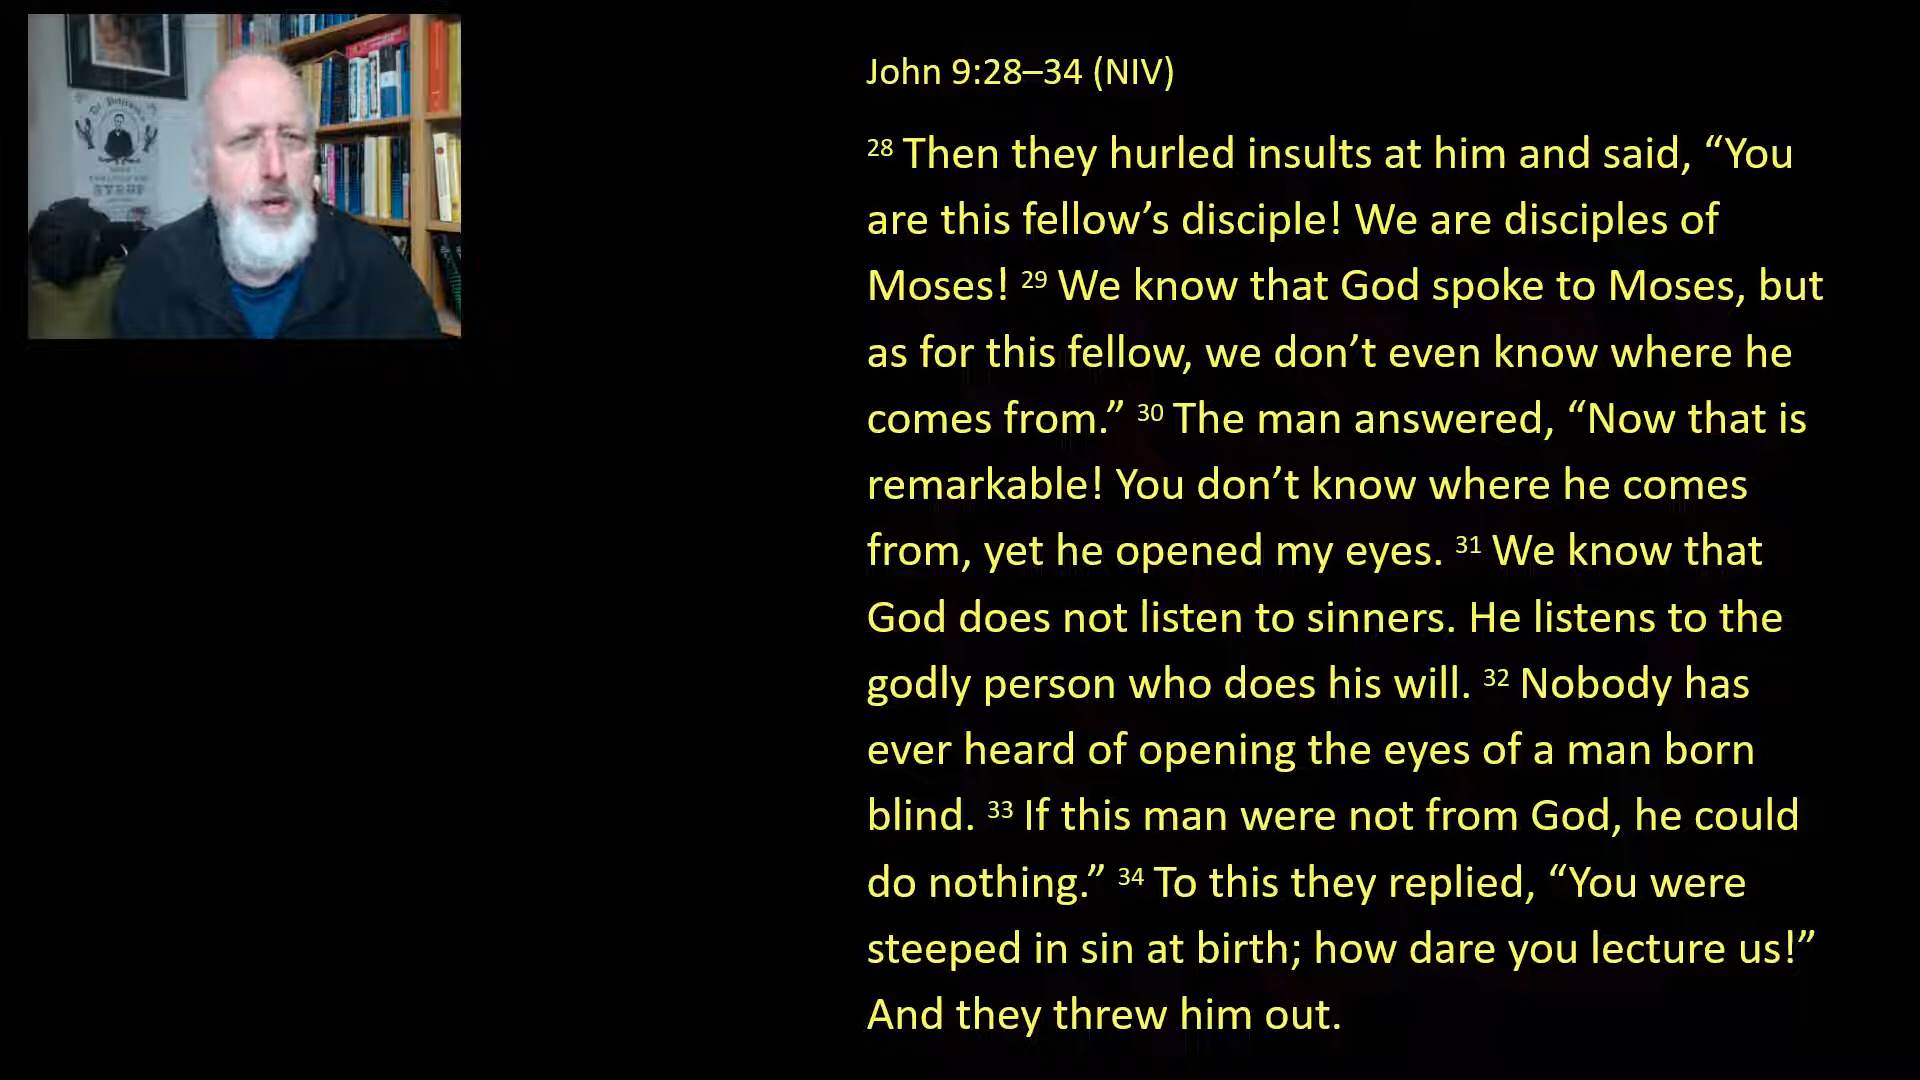 John 9:28–34 (NIV)
28 Then they hurled insults at him and said, “You
are this fellow’s disciple! We are disciples of
Moses! 29 We know that God spoke to Moses, but
as for this fellow, we don’t even know where he
comes from.” 30 The man answered, “Now that is
remarkable! You don’t know where he comes
from, yet he opened my eyes. 31 We know that
God does not listen to sinners. He listens to the
godly person who does his will. 32 Nobody has
ever heard of opening the eyes of a man born
blind. 33 If this man were not from God, he could
do nothing.” 34 To this they replied, “You were
steeped in sin at birth; how dare you lecture us!”
And they threw him out.